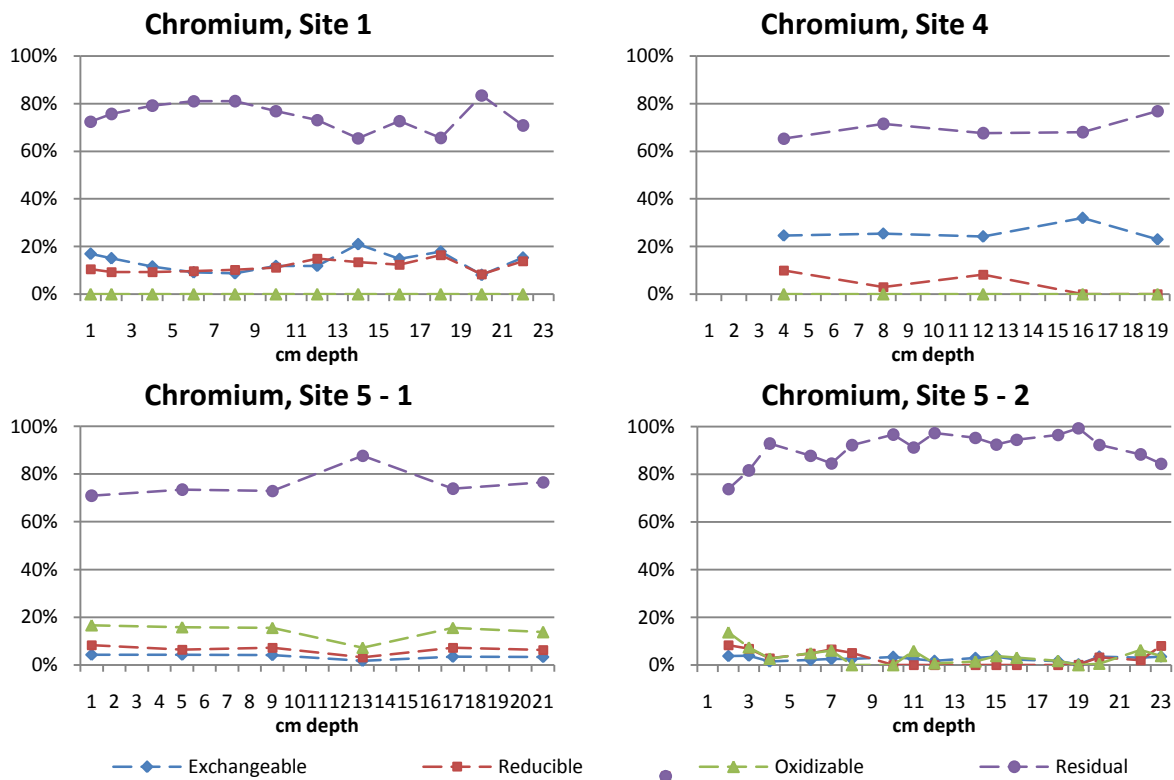 Chromium, Site 1
100%
80%
60%
40%
20%
0%
1 3 5 7 9 11 13 15 17 19 21 23
cm depth
Chromium, Site 4
100%
80%
60%
40%
20%
0%
1 2 3 4 5 6 7 8 9 10 11 12 13 14 15 16 17 18 19
cm depth
Chromium, Site 5 - 1
100%
80%
60%
40%
20%
0%
1 2 3 4 5 6 7 8 9 10 11 12 13 14 15 16 17 18 19 20 21
cm depth
Chromium, Site 5 - 2
100%
80%
60%
40%
20%
0%
1 3 5 7 9 11 13 15 17 19 21 23
cm depth
Exchangeable Reducible Oxidizable Residual